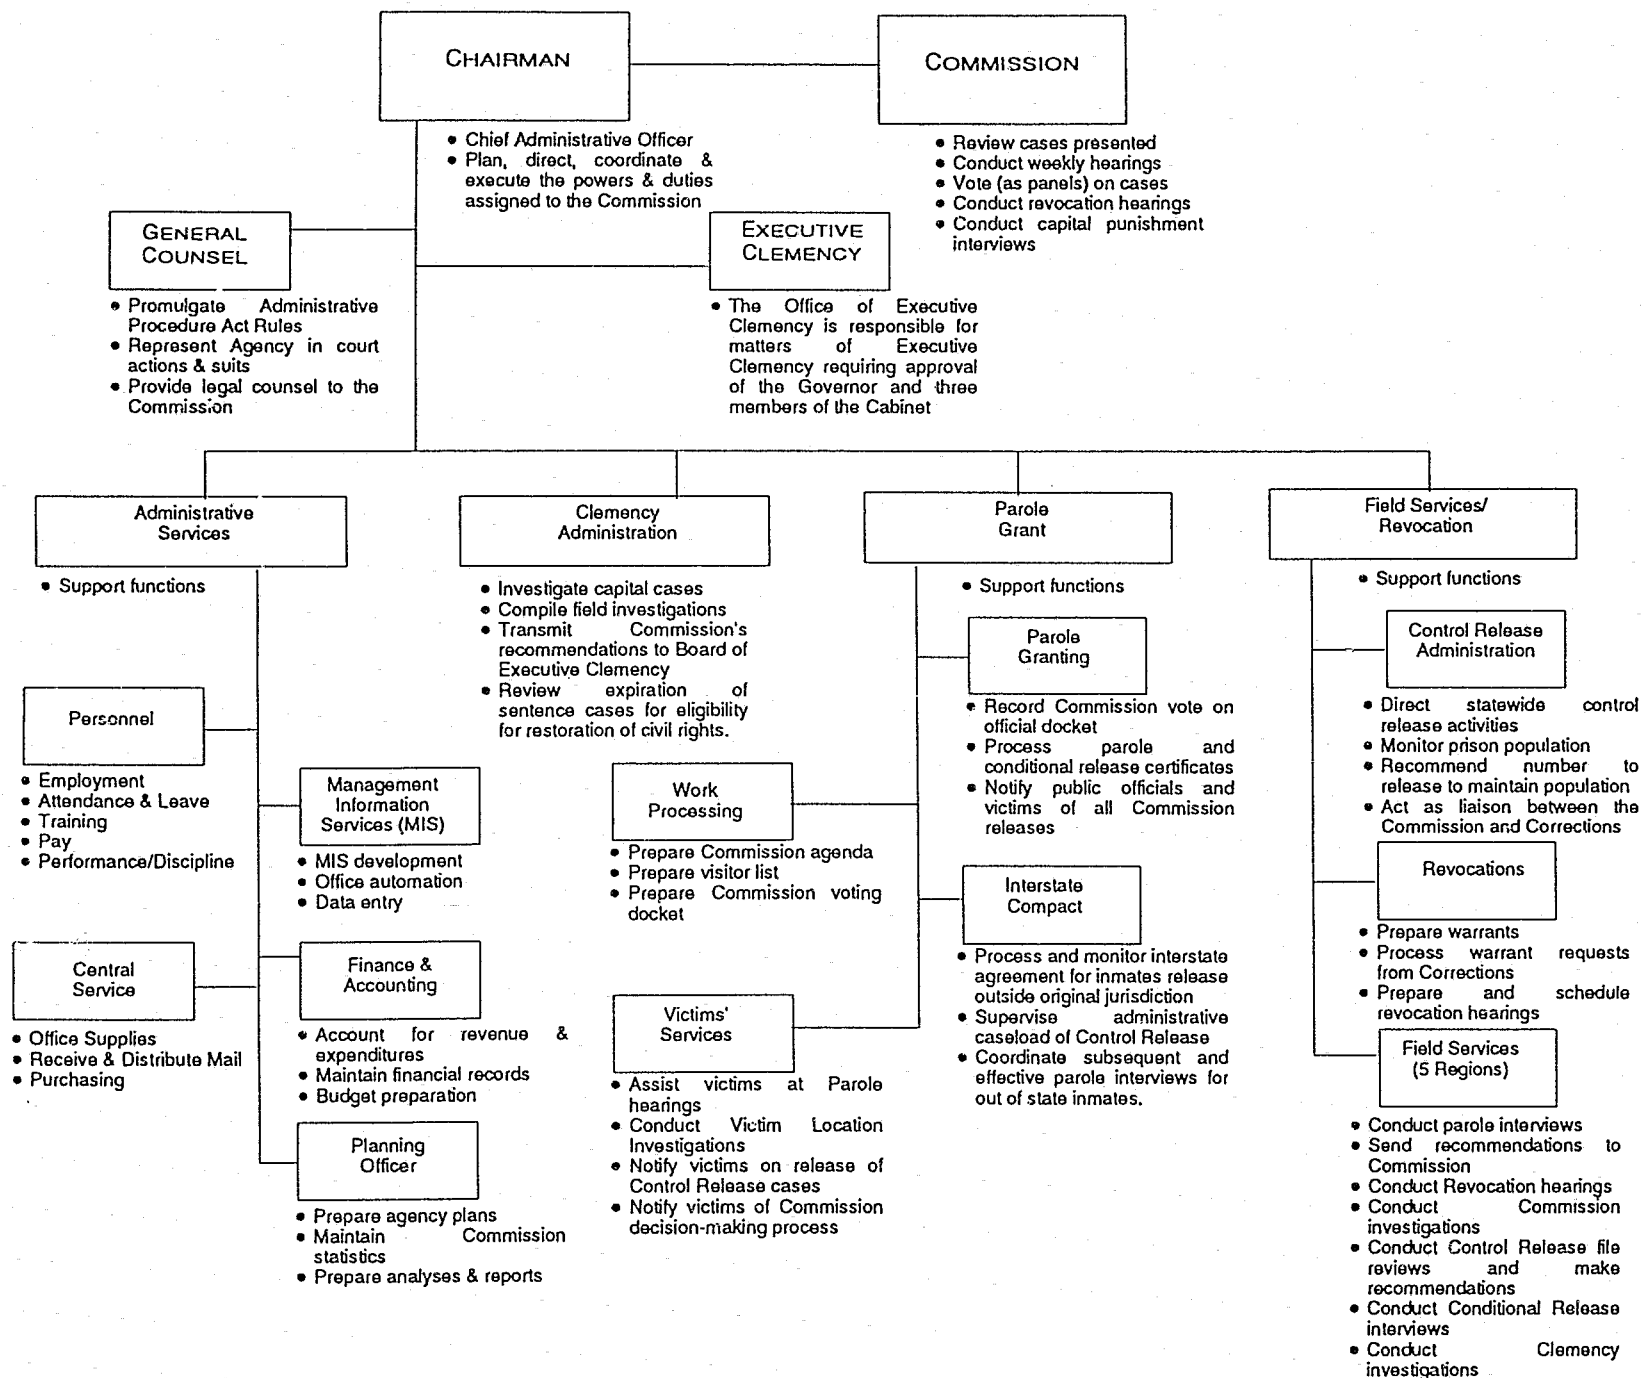 CHAIRMAN
COMMISSION
• Chief Administrative Officer
• Plan, direct, coordinate &
execute the powers & duties
assigned to the Commission
• Review cases presented
• Conduct weekly hearings
• Vote (as panels) on cases
• Conduct revocation hearings
• Conduct capital punishment
interviews
GENERAL
COUNSEL
• Promulgate Administrative
Procedure Act Rules
• Represent Agency in court
actions & suits
• Provide legal counsel to the
Commission
EXECUTIVE
CLEMENCY
• The Office of Executive
Clemency is responsible for
matters of Executive
Clemency requiring approval
of the Governor and three
members of the Cabinet
Administrative
Services
• Support functions
Personnel
• Employment
• Attendance & Leave
• Training
• Pay
• Performance/Discipline
Management
Information
Services (MIS)
• MIS development
• Office automation
• Data entry
Central
Service
• Office Supplies
• Receive & Distribute Mail
• Purchasing
Finance &
Accounting
• Account for revenue &
expenditures
• Maintain financial records
• Budget preparation
Planning
Officer
• Prepare agency plans
• Maintain Commission
statistics
• Prepare analyses & reports
Clemency
Administration
• Investigate capital cases
• Compile field investigations
• Transmit Commission's
recommendations to Board of
Executive Clemency
• Review expiration of
sentence cases for eligibility
for restoration of civil rights.
Parole
Grant
• Support functions
Parole
Granting
• Record Commission vote on
official docket
• Process parole and
conditional release certificates
• Notify public officials and
victims of all Commission
releases
Work
Processing
• Prepare Commission agenda
• Prepare visitor list
• Prepare Commission voting
docket
Interstate
Compact
• Process and monitor interstate
agreement for inmates release
outside original jurisdiction
• Supervise administrative
caseload of Control Release
• Coordinate subsequent and
effective parole interviews for
out of state inmates.
Victims'
Services
• Assist victims at Parole
hearings
• Conduct Victim Location
Investigations
• Notify victims on release of
Control Release cases
• Notify victims of Commission
decision-making process
Field Services/
Revocation
• Support functions
Control Release
Administration
• Direct statewide control
release activities
• Monitor prison population
• Recommend number to
release to maintain population
• Act as liaison between the
Commission and Corrections
Revocations
• Prepare warrants
• Process warrant requests
from Corrections
• Prepare and schedule
revocation hearings
Field Services
(5 Regions)
• Conduct parole interviews
• Send recommendations to
Commission
• Conduct Revocation hearings
• Conduct Commission
investigations
• Conduct Control Release file
reviews and make
recommendations
• Conduct Conditional Release
interviews
• Conduct Clemency
investigations